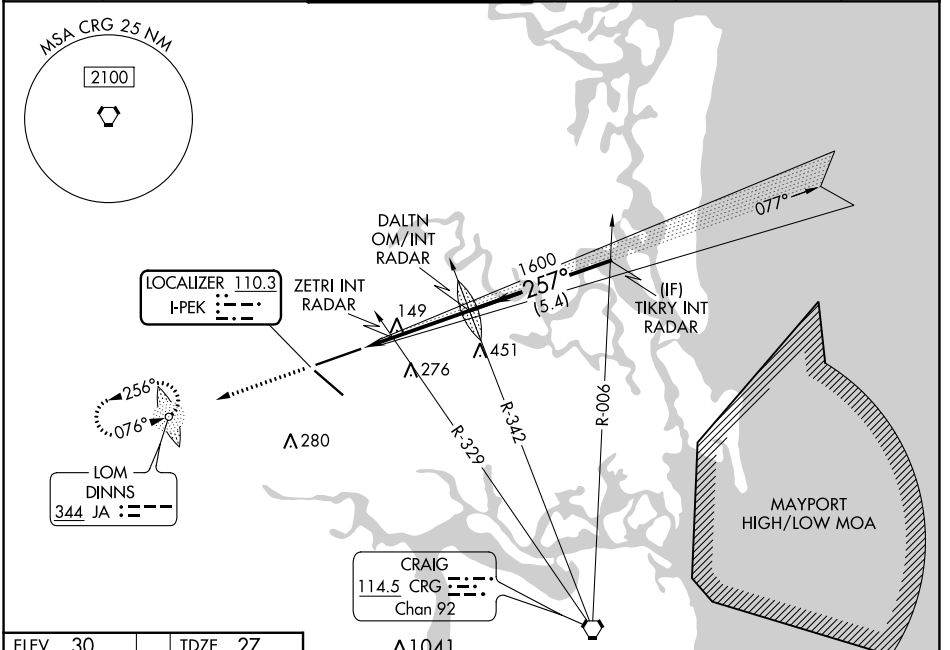 MSA CRG 25 NM
2100
DALTN
OM/INT
RADAR
1600
257°
(5.4)
077°
(IF)
TIKRY INT
RADAR
LOCALIZER 110.3
I-PEK
ZETRI INT
RADAR
149
451
276
280
256°
076°
R-329
R-342
R-006
LOM
DINNS
344 JA
MAYPORT
HIGH/LOW MOA
CRAIG
114.5 CRG
Chan 92
1041
ELEV 30
TDZE 27